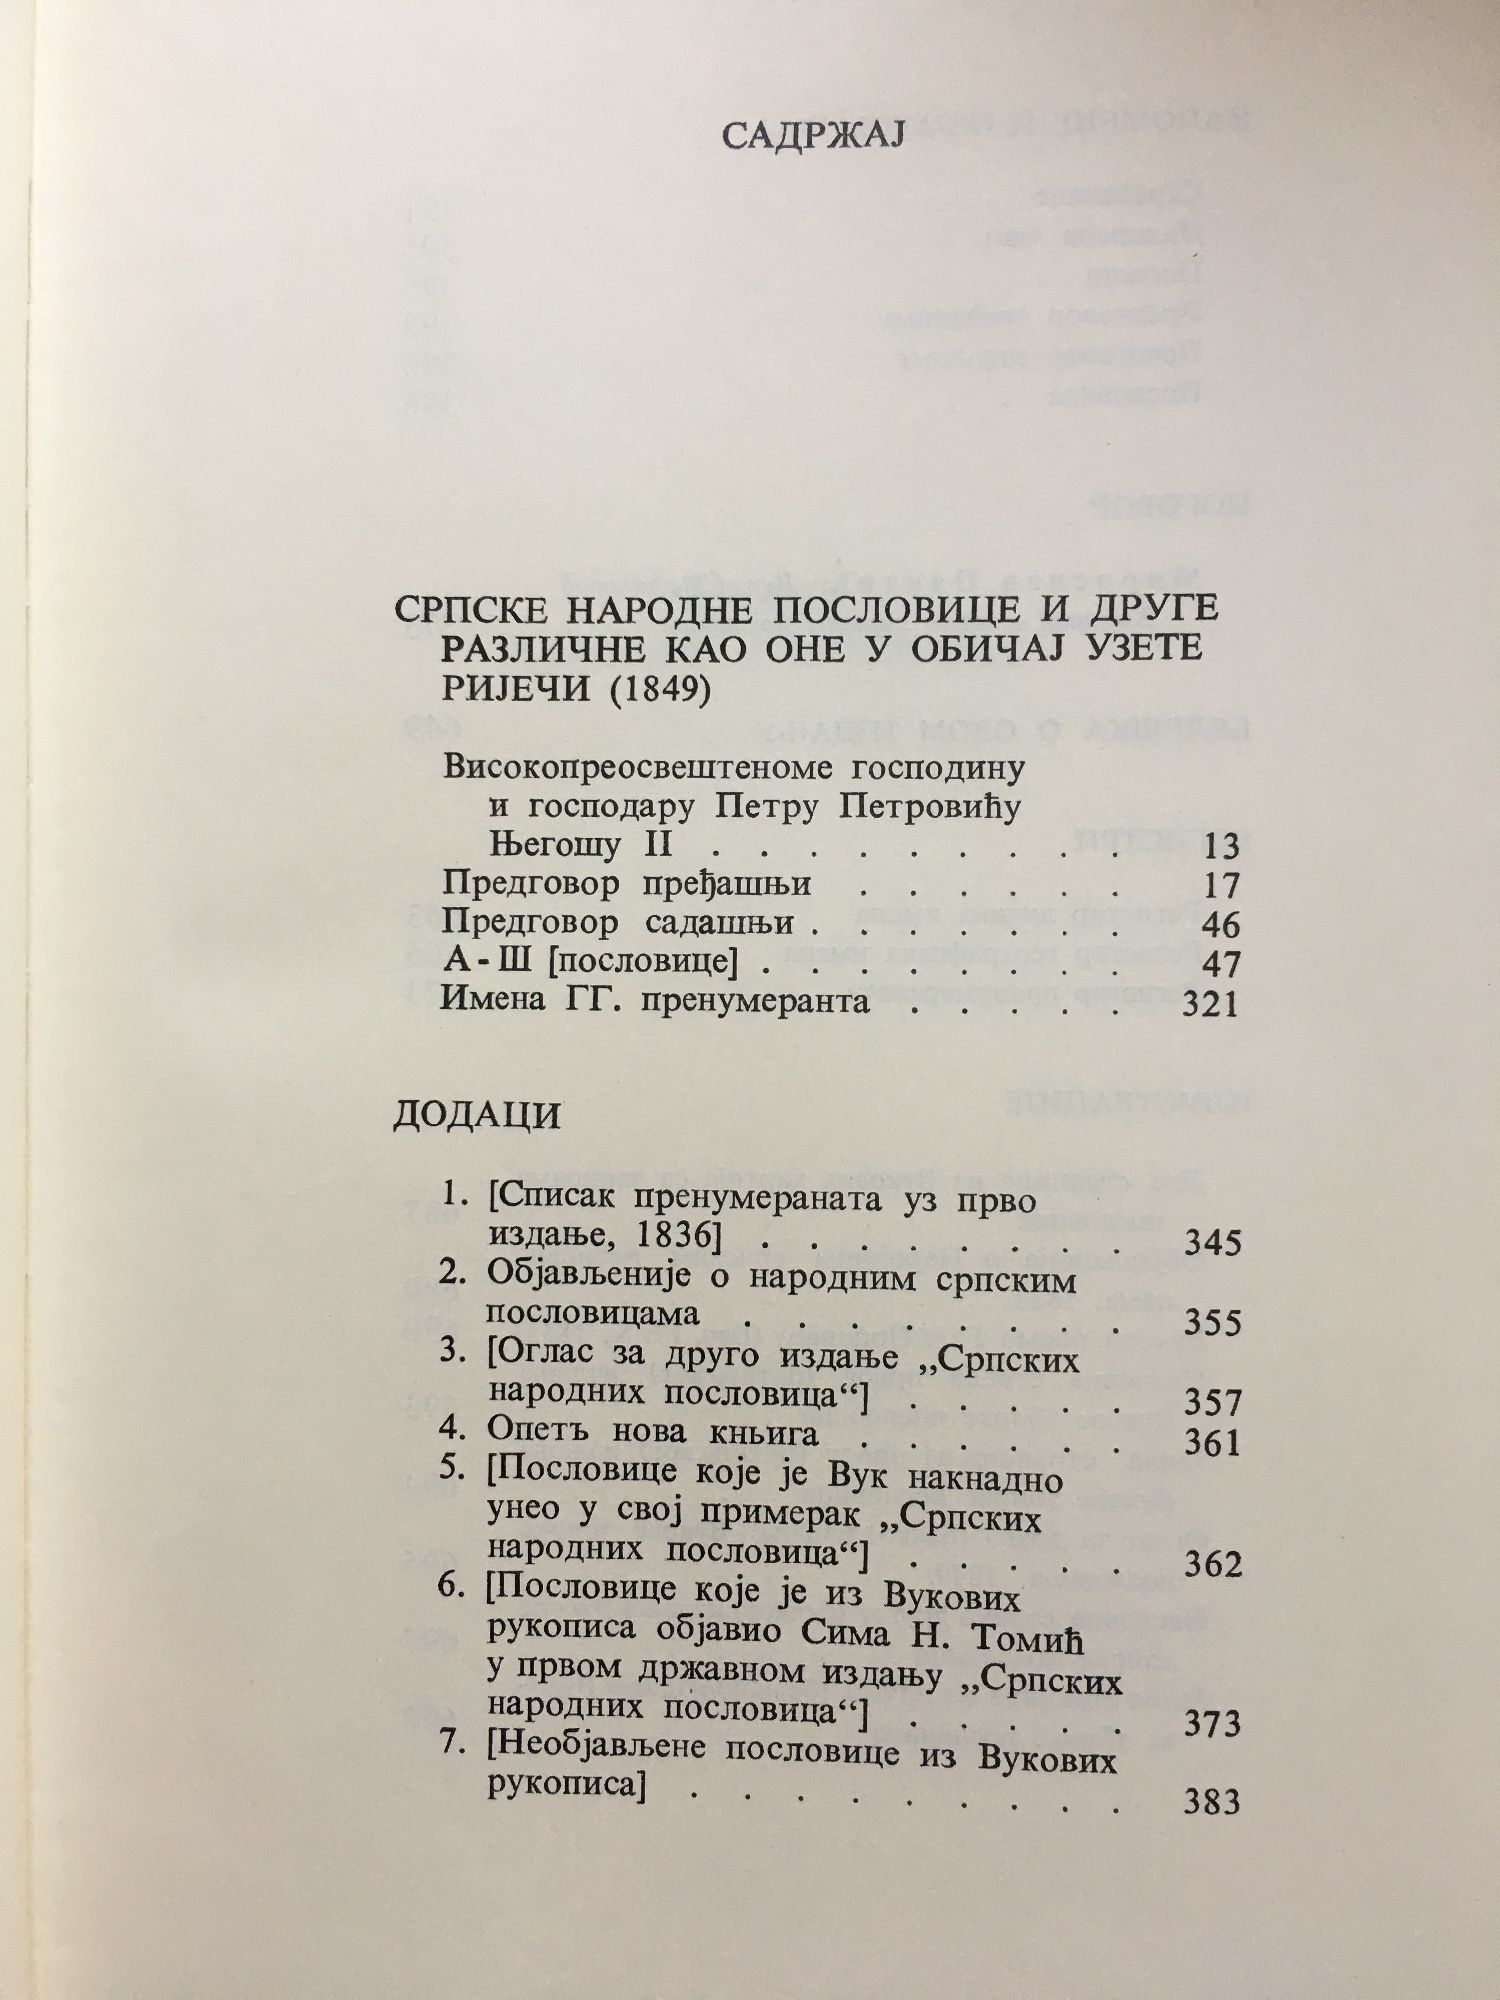 САДРЖАЈ
СРПСКЕ НАРОДНЕ ПОСЛОВИЦЕ И ДРУГЕ
РАЗЛИЧНЕ КАО ОНЕ У ОБИЧАЈ УЗЕТЕ
РИЈЕЧИ (1849)
Високопреосвештеноме господину
и господару Петру Петровићу
Његошу II . . . . . . . . . 13
Предговор пређашњи . . . . . . 17
Предговор садашњи . . . . . . . 46
А - Ш [пословице] . . . . . . . . 47
Имена ГГ. пренумеранта . . . . . 321
ДОДАЦИ
1. [Списак пренумераната уз прво
издање, 1836] . . . . . . . . 345
2. Објављеније о народним српским
пословицама . . . . . . . . 355
3. [Оглас за друго издање „Српских
народних пословица“] . . . . . 357
4. Опетъ нова кньига . . . . . . 361
5. [Пословице које је Вук накнадно
унео у свој примерак „Српских
народних пословица“] . . . . . 362
6. [Пословице које је из Вукових
рукописа објавио Сима Н. Томић
у првом државном издању „Српских
народних пословица“] . . . . . 373
7. [Необјављене пословице из Вукових
рукописа] . . . . . . . . . 383